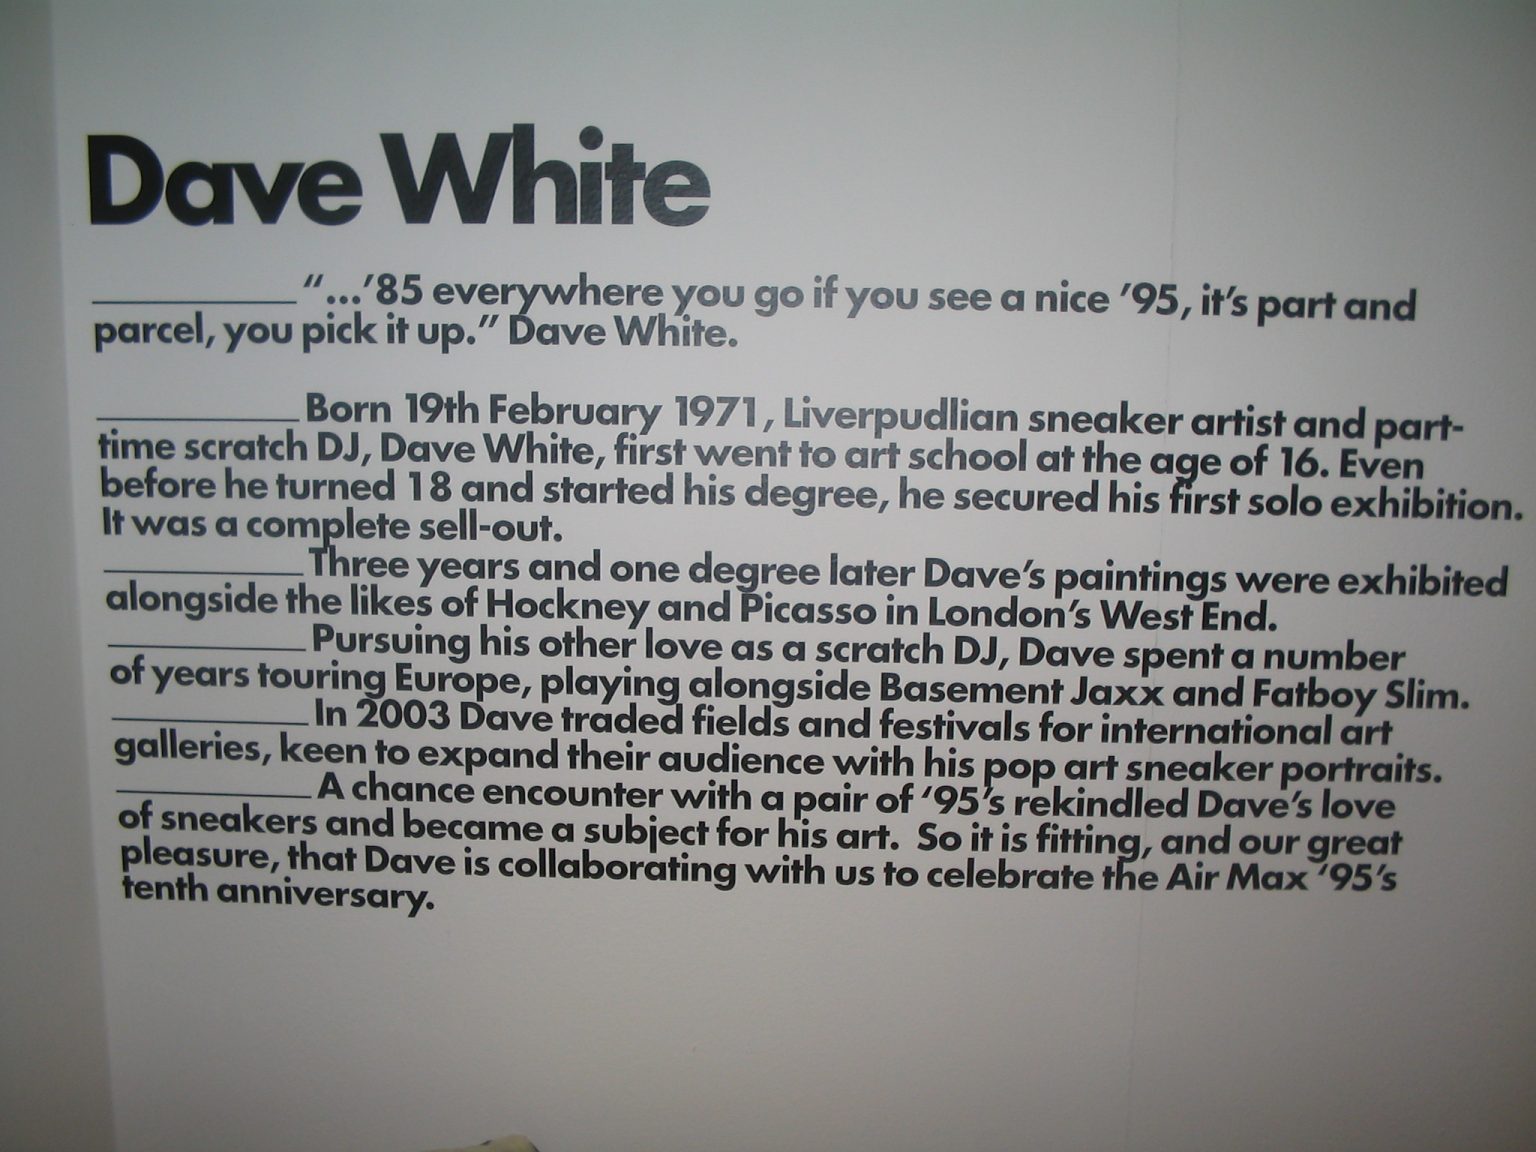 Dave White
"...'85 everywhere you go if you see a nice '95, it's part and
parcel, you pick it up." Dave White.
Born 19th February 1971, Liverpudlian sneaker artist and part-
time scratch DJ, Dave White, first went to art school at the age of 16. Even
before he turned 18 and started his degree, he secured his first solo exhibition.
It was a complete sell-out.
Three years and one degree later Dave's paintings were exhibited
alongside the likes of Hockney and Picasso in London's West End.
Pursuing his other love as a scratch DJ, Dave spent a number
of years touring Europe, playing alongside Basement Jaxx and Fatboy Slim.
In 2003 Dave traded fields and festivals for international art
galleries, keen to expand their audience with his pop art sneaker portraits.
A chance encounter with a pair of '95's rekindled Dave's love
of sneakers and became a subject for his art. So it is fitting, and our great
pleasure, that Dave is collaborating with us to celebrate the Air Max '95's
tenth anniversary.